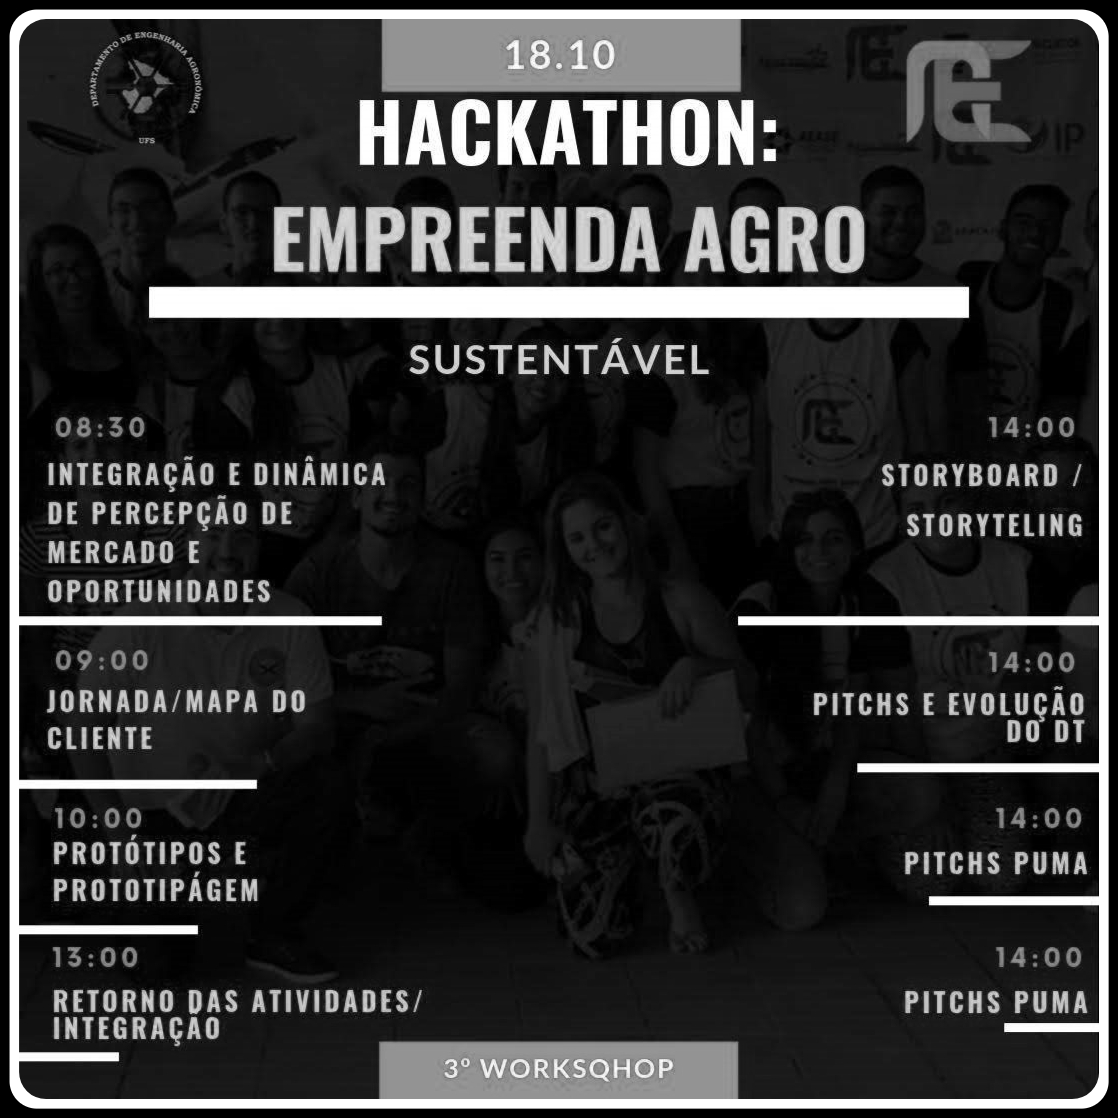 18.10
DEPARTAMENTO DE ENGENHARIA AGRONÔMICA
UFS
HACKATHON:
EMPREENDA AGRO
SUSTENTÁVEL
08:30
INTEGRAÇÃO E DINÂMICA
DE PERCEPÇÃO DE
MERCADO E
OPORTUNIDADES
09:00
JORNADA/MAPA DO
CLIENTE
10:00
PROTÓTIPOS E
PROTOTIPÁGEM
13:00
RETORNO DAS ATIVIDADES/
INTEGRAÇÃO
14:00
STORYBOARD /
STORYTELING
14:00
PITCHS E EVOLUÇÃO
DO DT
14:00
PITCHS PUMA
14:00
PITCHS PUMA
3º WORKSQHOP
IP